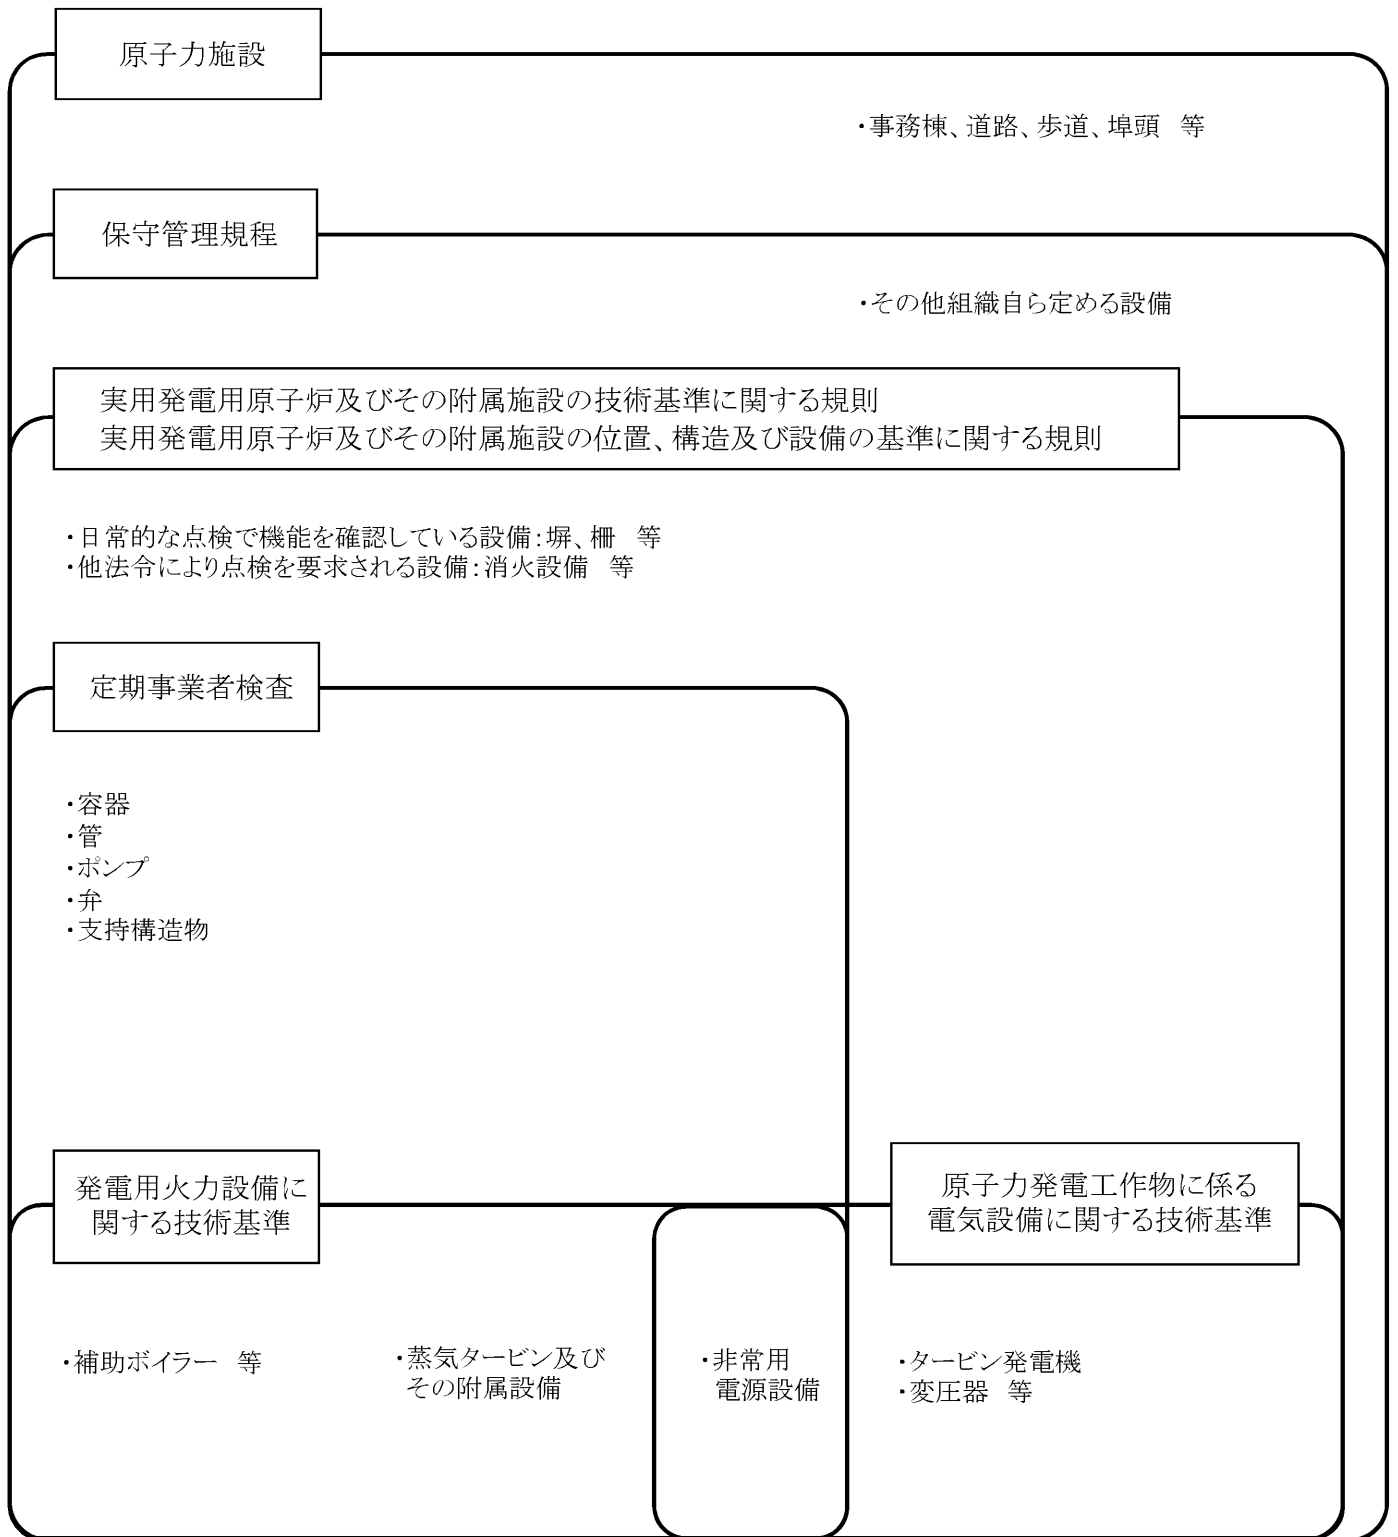 原子力施設
・事務棟、道路、歩道、埠頭 等
保守管理規程
・その他組織自ら定める設備
実用発電用原子炉及びその附属施設の技術基準に関する規則
実用発電用原子炉及びその附属施設の位置、構造及び設備の基準に関する規則
・日常的な点検で機能を確認している設備：塀、柵 等
・他法令により点検を要求される設備：消火設備 等
定期事業者検査
・容器
・管
・ポンプ
・弁
・支持構造物
発電用火力設備に
関する技術基準
原子力発電工作物に係る
電気設備に関する技術基準
・補助ボイラー 等
・蒸気タービン及び
その附属設備
・非常用
電源設備
・タービン発電機
・変圧器 等